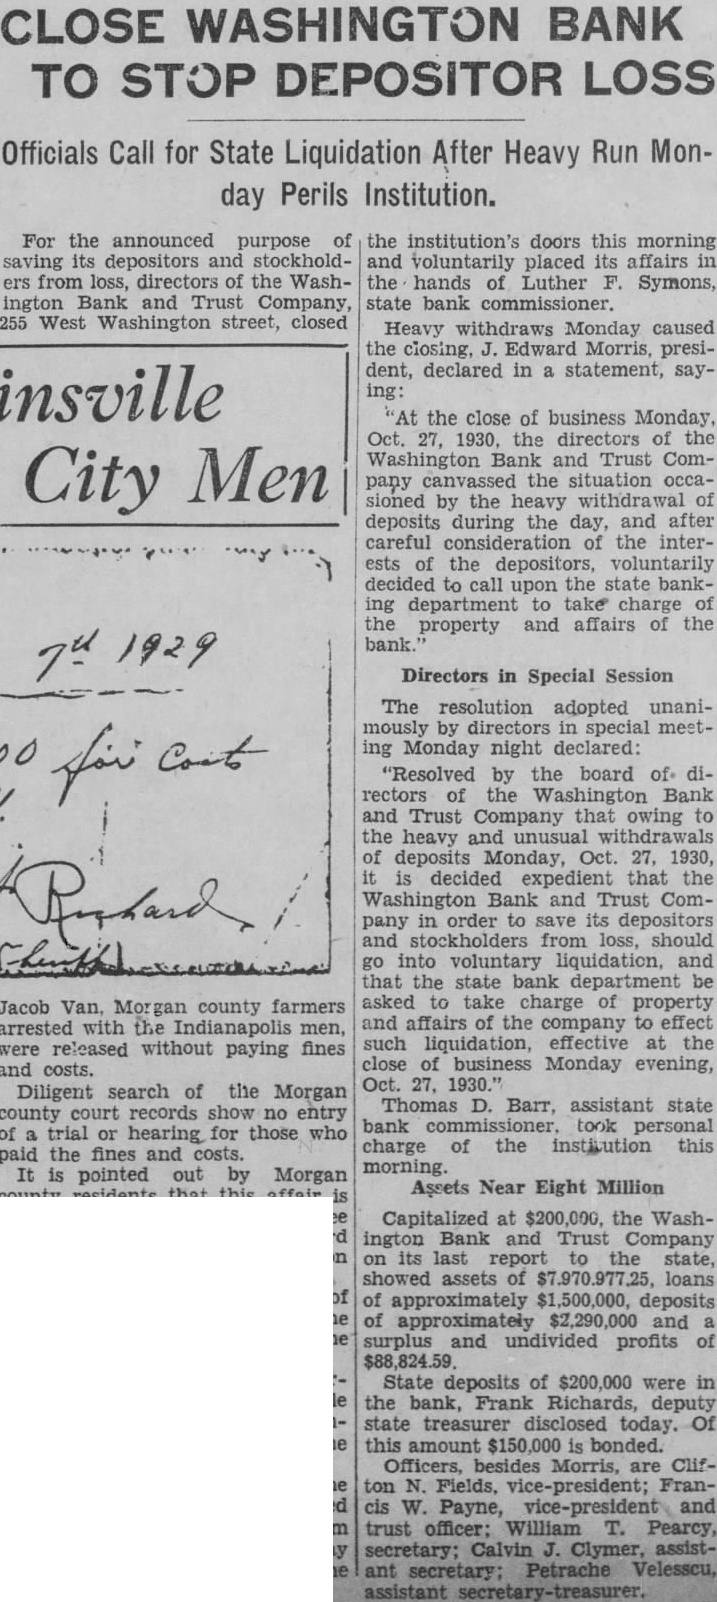 CLOSE WASHINGTON BANK
TO STOP DEPOSITOR LOSS
Officials Call for State Liquidation After Heavy Run Mon-
day Perils Institution.
For the announced purpose of
saving its depositors and stockhold-
ers from loss, directors of the Wash-
ington Bank and Trust Company,
255 West Washington street, closed
the institution's doors this morning
and voluntarily placed its affairs in
the hands of Luther F. Symons,
state bank commissioner.
Heavy withdraws Monday caused
the closing, J. Edward Morris, presi-
dent, declared in a statement, say-
ing:
"At the close of business Monday,
Oct. 27, 1930, the directors of the
Washington Bank and Trust Com-
pany canvassed the situation occa-
sioned by the heavy withdrawal of
deposits during the day, and after
careful consideration of the inter-
ests of the depositors, voluntarily
decided to call upon the state bank-
ing department to take charge of
the property and affairs of the
bank."
Directors in Special Session
The resolution adopted unani-
mously by directors in special meet-
ing Monday night declared:
"Resolved by the board of di-
rectors of the Washington Bank
and Trust Company that owing to
the heavy and unusual withdrawals
of deposits Monday, Oct. 27, 1930,
it is decided expedient that the
Washington Bank and Trust Com-
pany in order to save its depositors
and stockholders from loss, should
go into voluntary liquidation, and
that the state bank department be
asked to take charge of property
and affairs of the company to effect
such liquidation, effective at the
close of business Monday evening,
Oct. 27, 1930."
Thomas D. Barr, assistant state
bank commissioner, took personal
charge of the institution this
morning.
Assets Near Eight Million
Capitalized at $200,000, the Wash-
ington Bank and Trust Company
on its last report to the state,
showed assets of $7.970.977.25, loans
of approximately $1,500,000, deposits
of approximately $2,290,000 and a
surplus and undivided profits of
$88,824.59.
State deposits of $200,000 were in
the bank, Frank Richards, deputy
state treasurer disclosed today. Of
this amount $150,000 is bonded.
Officers, besides Morris, are Clif-
ton N. Fields, vice-president; Fran-
cis W. Payne, vice-president and
trust officer; William T. Pearcy,
secretary; Calvin J. Clymer, assist-
ant secretary; Petrache Velesscu,
assistant secretary-treasurer.
insville
City Men
7th 1929
00 for Costs
Richard
Sheriff
Jacob Van, Morgan county farmers
arrested with the Indianapolis men,
were released without paying fines
and costs.
Diligent search of the Morgan
county court records show no entry
of a trial or hearing for those who
paid the fines and costs.
It is pointed out by Morgan
county residents that this affair is